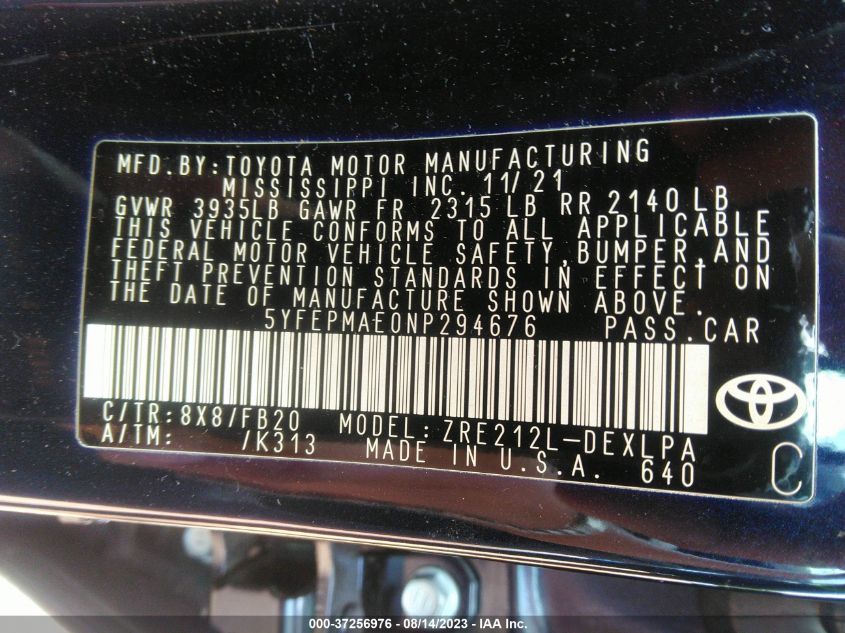 MFD.BY:TOYOTA MOTOR MANUFACTURING
MISSISSIPPI INC. 11/21
GVWR 3935LB GAWR FR 2315 LB RR 2140 LB
THIS VEHICLE CONFORMS TO ALL APPLICABLE
FEDERAL MOTOR VEHICLE SAFETY,BUMPER,AND
THEFT PREVENTION STANDARDS IN EFFECT ON
THE DATE OF MANUFACTURE SHOWN ABOVE.
5YFEPMAE0NP294676 PASS.CAR
C/TR:8X8/FB20 MODEL:ZRE212L-DEXLPA
A/TM: /K313 MADE IN U.S.A. 640
C
000-37256976 - 08/14/2023 - IAA Inc.